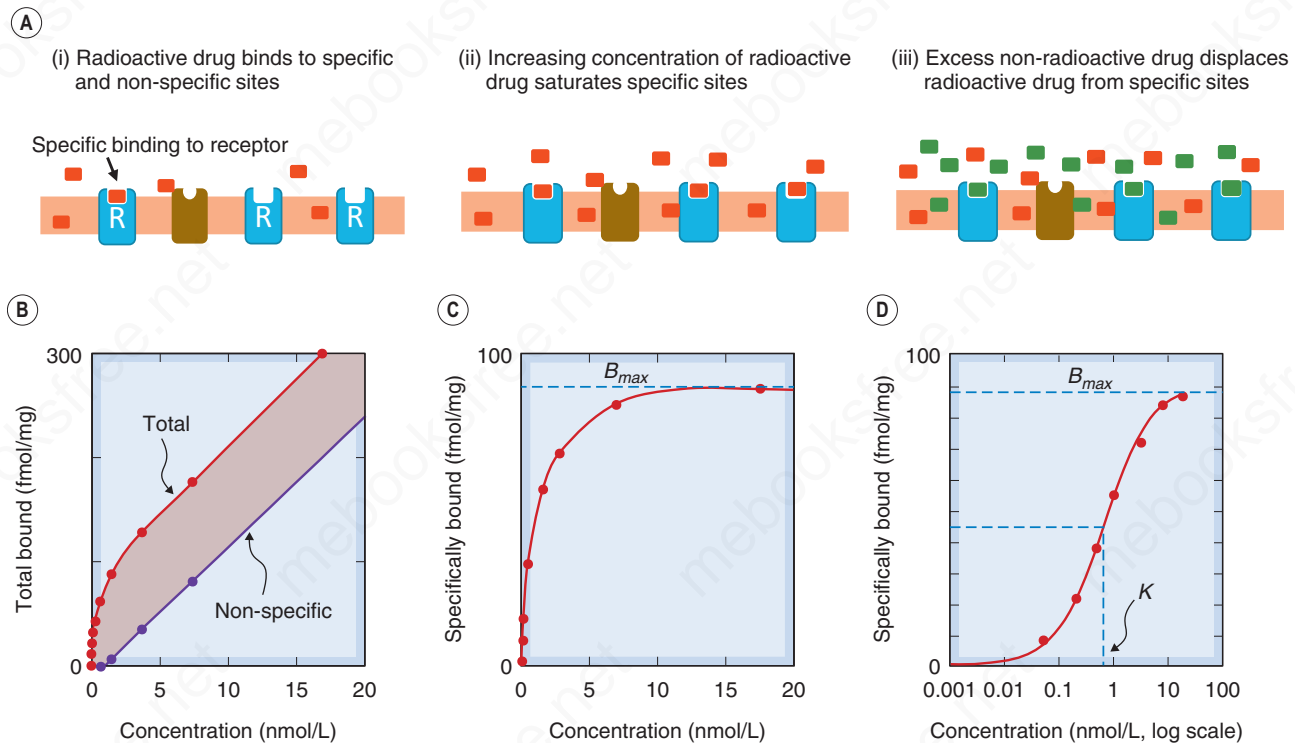 A
(i) Radioactive drug binds to specific
and non-specific sites
(ii) Increasing concentration of radioactive
drug saturates specific sites
(iii) Excess non-radioactive drug displaces
radioactive drug from specific sites
Specific binding to receptor
R
R
R
B
300
Total bound (fmol/mg)
0
Total
Non-specific
0
5
10
15
20
Concentration (nmol/L)
C
100
Specifically bound (fmol/mg)
0
Bmax
0
5
10
15
20
Concentration (nmol/L)
D
100
Specifically bound (fmol/mg)
0
Bmax
K
0.001
0.01
0.1
1
10
100
Concentration (nmol/L, log scale)
mebooksfree.net